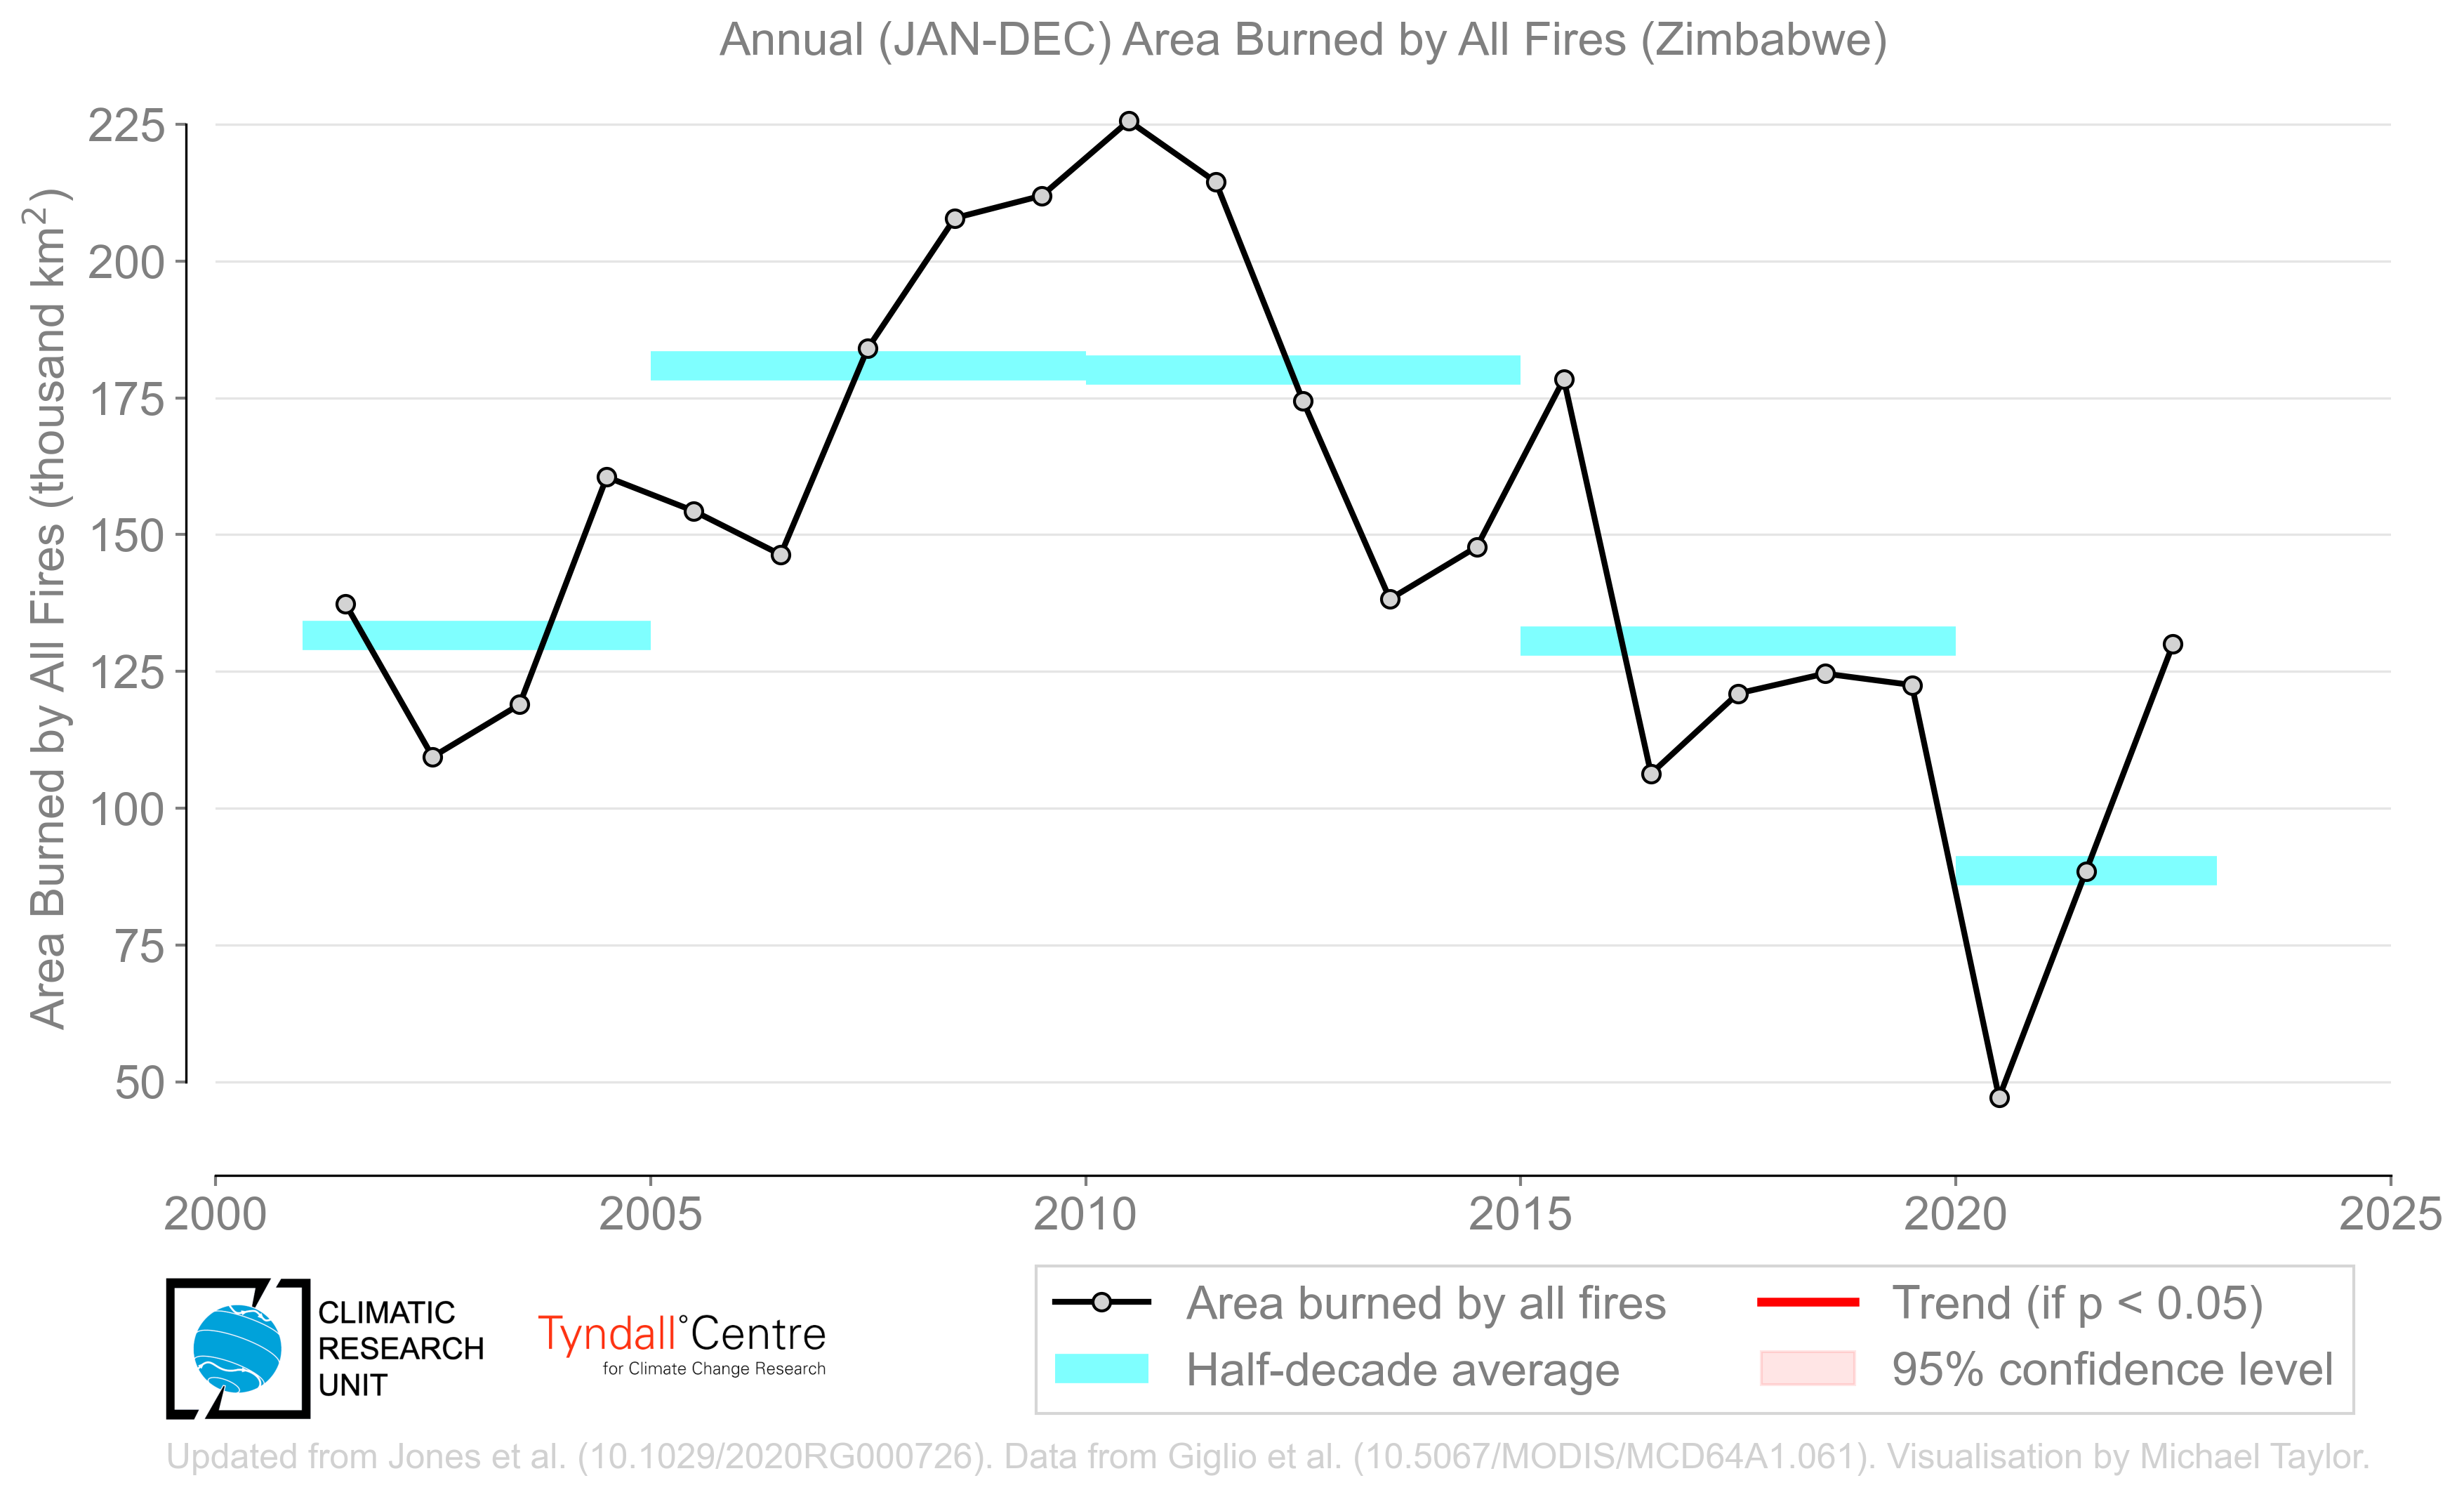 Annual (JAN-DEC) Area Burned by All Fires (Zimbabwe)
Area Burned by All Fires (thousand km²)
225
200
175
150
125
100
75
50
2000
2005
2010
2015
2020
2025
CLIMATIC
RESEARCH
UNIT
Tyndall°Centre
for Climate Change Research
Area burned by all fires
Half-decade average
Trend (if p < 0.05)
95% confidence level
Updated from Jones et al. (10.1029/2020RG000726). Data from Giglio et al. (10.5067/MODIS/MCD64A1.061). Visualisation by Michael Taylor.